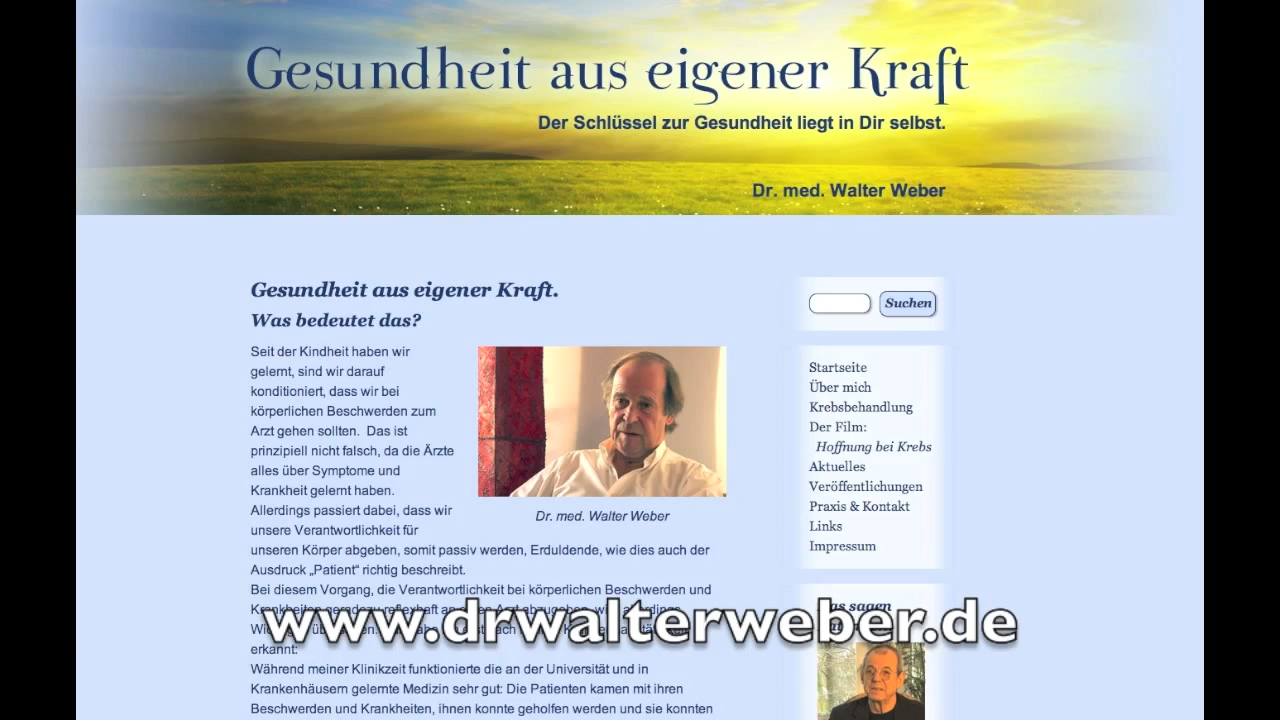 Gesundheit aus eigener Kraft
Der Schlüssel zur Gesundheit liegt in Dir selbst.
Dr. med. Walter Weber
Gesundheit aus eigener Kraft.
Was bedeutet das?
Seit der Kindheit haben wir
gelernt, sind wir darauf
konditioniert, dass wir bei
körperlichen Beschwerden zum
Arzt gehen sollten. Das ist
prinzipiell nicht falsch, da die Ärzte
alles über Symptome und
Krankheit gelernt haben.
Allerdings passiert dabei, dass wir
unsere Verantwortlichkeit für
unseren Körper abgeben, somit passiv werden, Erduldende, wie dies auch der
Ausdruck „Patient“ richtig beschreibt.
Bei diesem Vorgang, die Verantwortlichkeit bei körperlichen Beschwerden und
Krankheiten geradezu reflexhaft an
erkannt:
Während meiner Klinikzeit funktionierte die an der Universität und in
Krankenhäusern gelernte Medizin sehr gut: Die Patienten kamen mit ihren
Beschwerden und Krankheiten, ihnen konnte geholfen werden und sie konnten
Dr. med. Walter Weber
Suchen
Startseite
Über mich
Krebsbehandlung
Der Film:
Hoffnung bei Krebs
Aktuelles
Veröffentlichungen
Praxis & Kontakt
Links
Impressum
sagen
www.drwalterweber.de